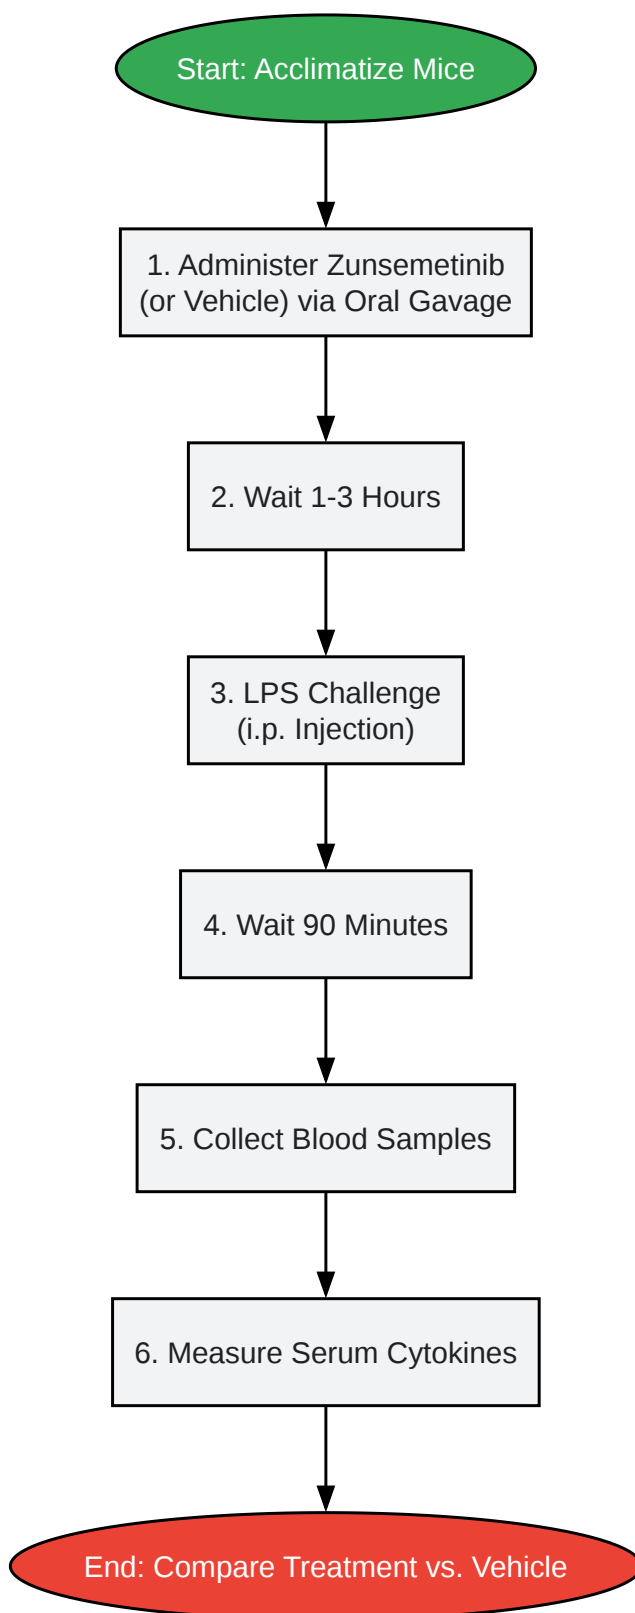 Start: Acclimatize Mice
1. Administer Zunsemetinib
(or Vehicle) via Oral Gavage
2. Wait 1-3 Hours
3. LPS Challenge
(i.p. Injection)
4. Wait 90 Minutes
5. Collect Blood Samples
6. Measure Serum Cytokines
End: Compare Treatment vs. Vehicle